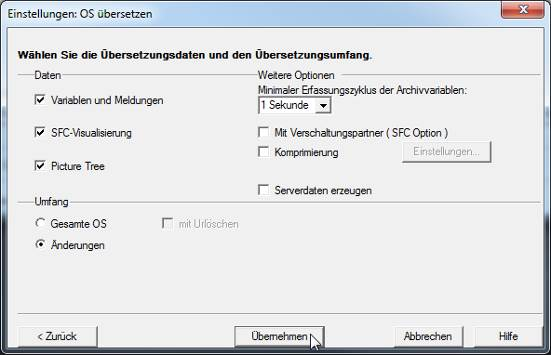 Einstellungen: OS übersetzen
Wählen Sie die Übersetzungsdaten und den Übersetzungsumfang.
Daten
Variablen und Meldungen
SFC-Visualisierung
Picture Tree
Weitere Optionen
Minimaler Erfassungszyklus der Archivvariablen:
1 Sekunde
Mit Verschaltungspartner ( SFC Option )
Komprimierung
Einstellungen...
Serverdaten erzeugen
Umfang
Gesamte OS
mit Urlöschen
Änderungen
< Zurück
Übernehmen
Abbrechen
Hilfe